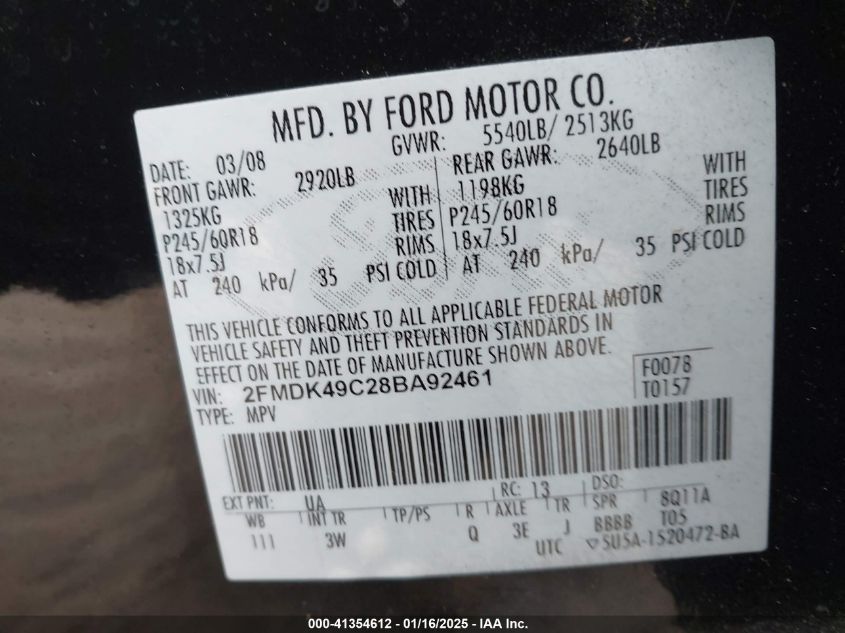 MFD. BY FORD MOTOR CO.
DATE: 03/08 GVWR: 5540LB/ 2513KG
FRONT GAWR: 2920LB REAR GAWR: 2640LB
1325KG WITH 1198KG WITH
P245/60R18 TIRES P245/60R18 TIRES
18x7.5J RIMS 18x7.5J RIMS
AT 240 kPa/ 35 PSI COLD AT 240 kPa/ 35 PSI COLD
THIS VEHICLE CONFORMS TO ALL APPLICABLE FEDERAL MOTOR
VEHICLE SAFETY AND THEFT PREVENTION STANDARDS IN
EFFECT ON THE DATE OF MANUFACTURE SHOWN ABOVE.
VIN: 2FMDK49C28BA92461 F0078
TYPE: MPV T0157
EXT PNT: UA RC: 13 DSO:
WB INT TR TP/PS R AXLE TR SPR 8Q11A
111 3W Q 3E J BBBB T05
UTC ▽5U5A-1520472-BA
000-41354612 - 01/16/2025 - IAA Inc.